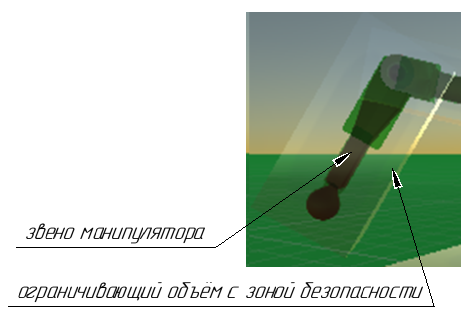 звено манипулятора
ограничивающий объём с зоной безопасности